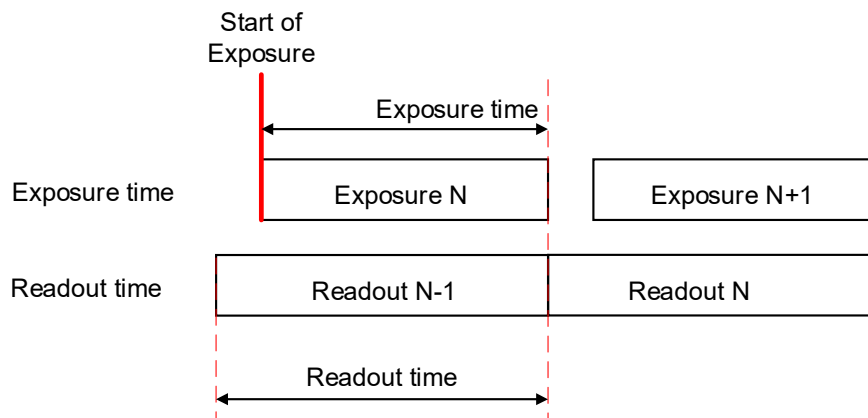 Start of
Exposure
Exposure time
Exposure time
Exposure N
Exposure N+1
Readout time
Readout N-1
Readout N
Readout time